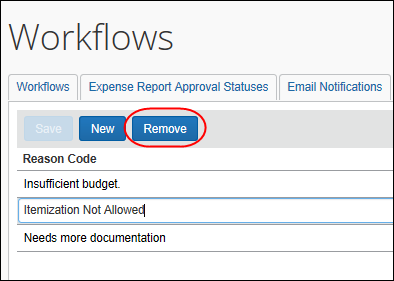 Workflows
Workflows Expense Report Approval Statuses Email Notifications
Save New Remove
Reason Code
Insufficient budget.
Itemization Not Allowed
Needs more documentation